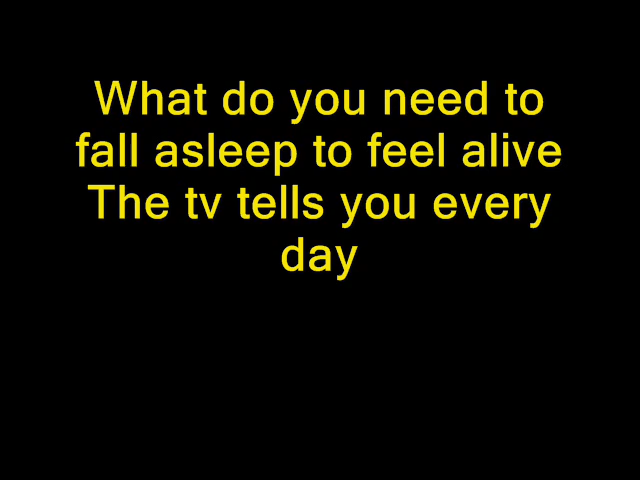 What do you need to
fall asleep to feel alive
The tv tells you every
day